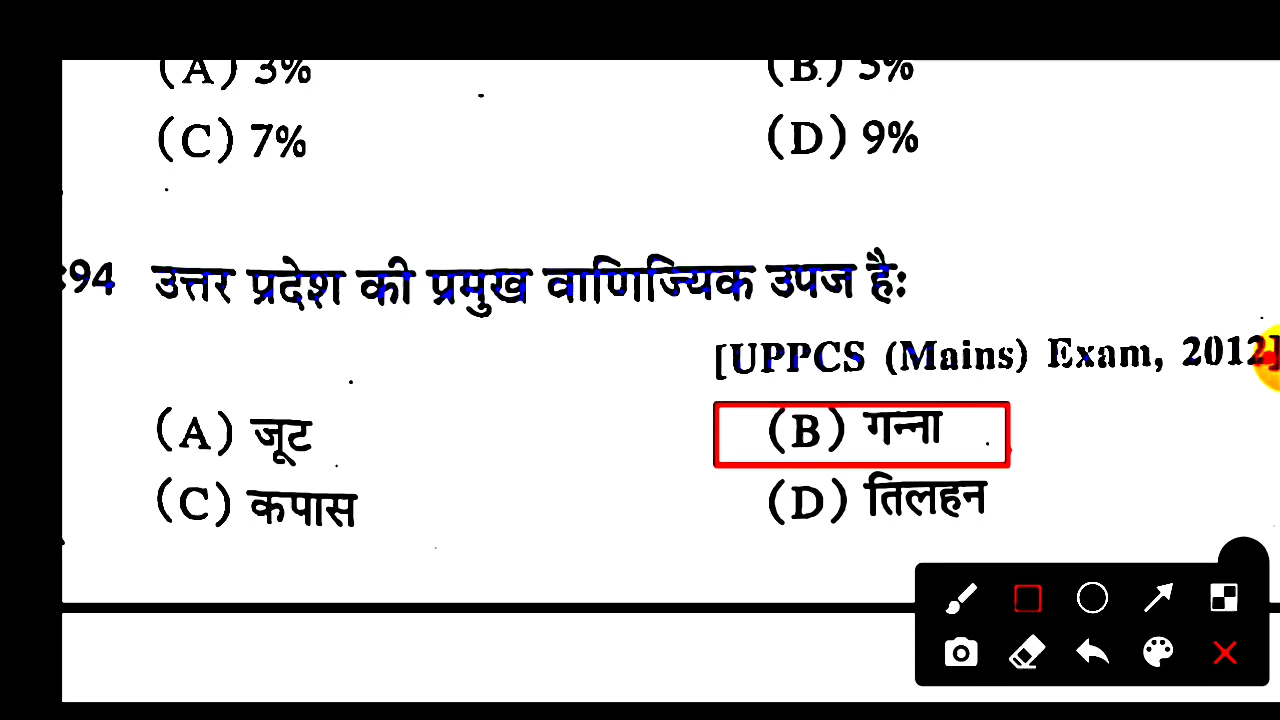 (A) 3% (B) 5%
(C) 7% (D) 9%
:94 उत्तर प्रदेश की प्रमुख वाणिज्यिक उपज है:
[UPPCS (Mains) Exam, 2012]
(A) जूट (B) गन्ना
(C) कपास (D) तिलहन